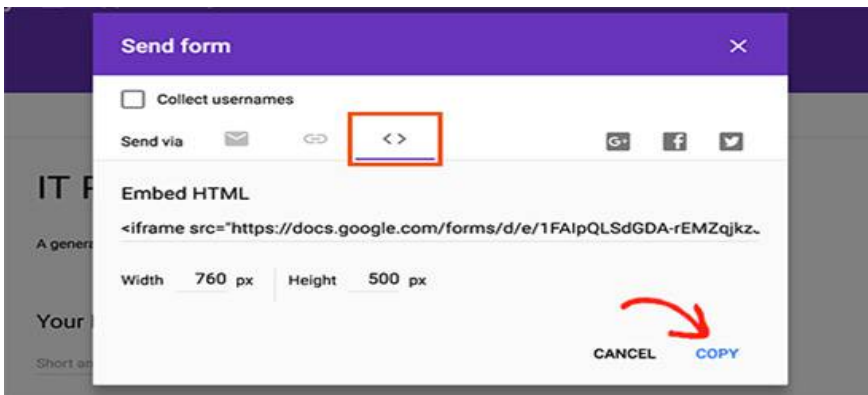 Send form
Collect usernames
Send via < > G+ f
Embed HTML
<iframe src="https://docs.google.com/forms/d/e/1FAIpQLSdGDA-rEMZqjkz
Width 760 px Height 500 px
IT
A genera
Your
Short an
CANCEL COPY